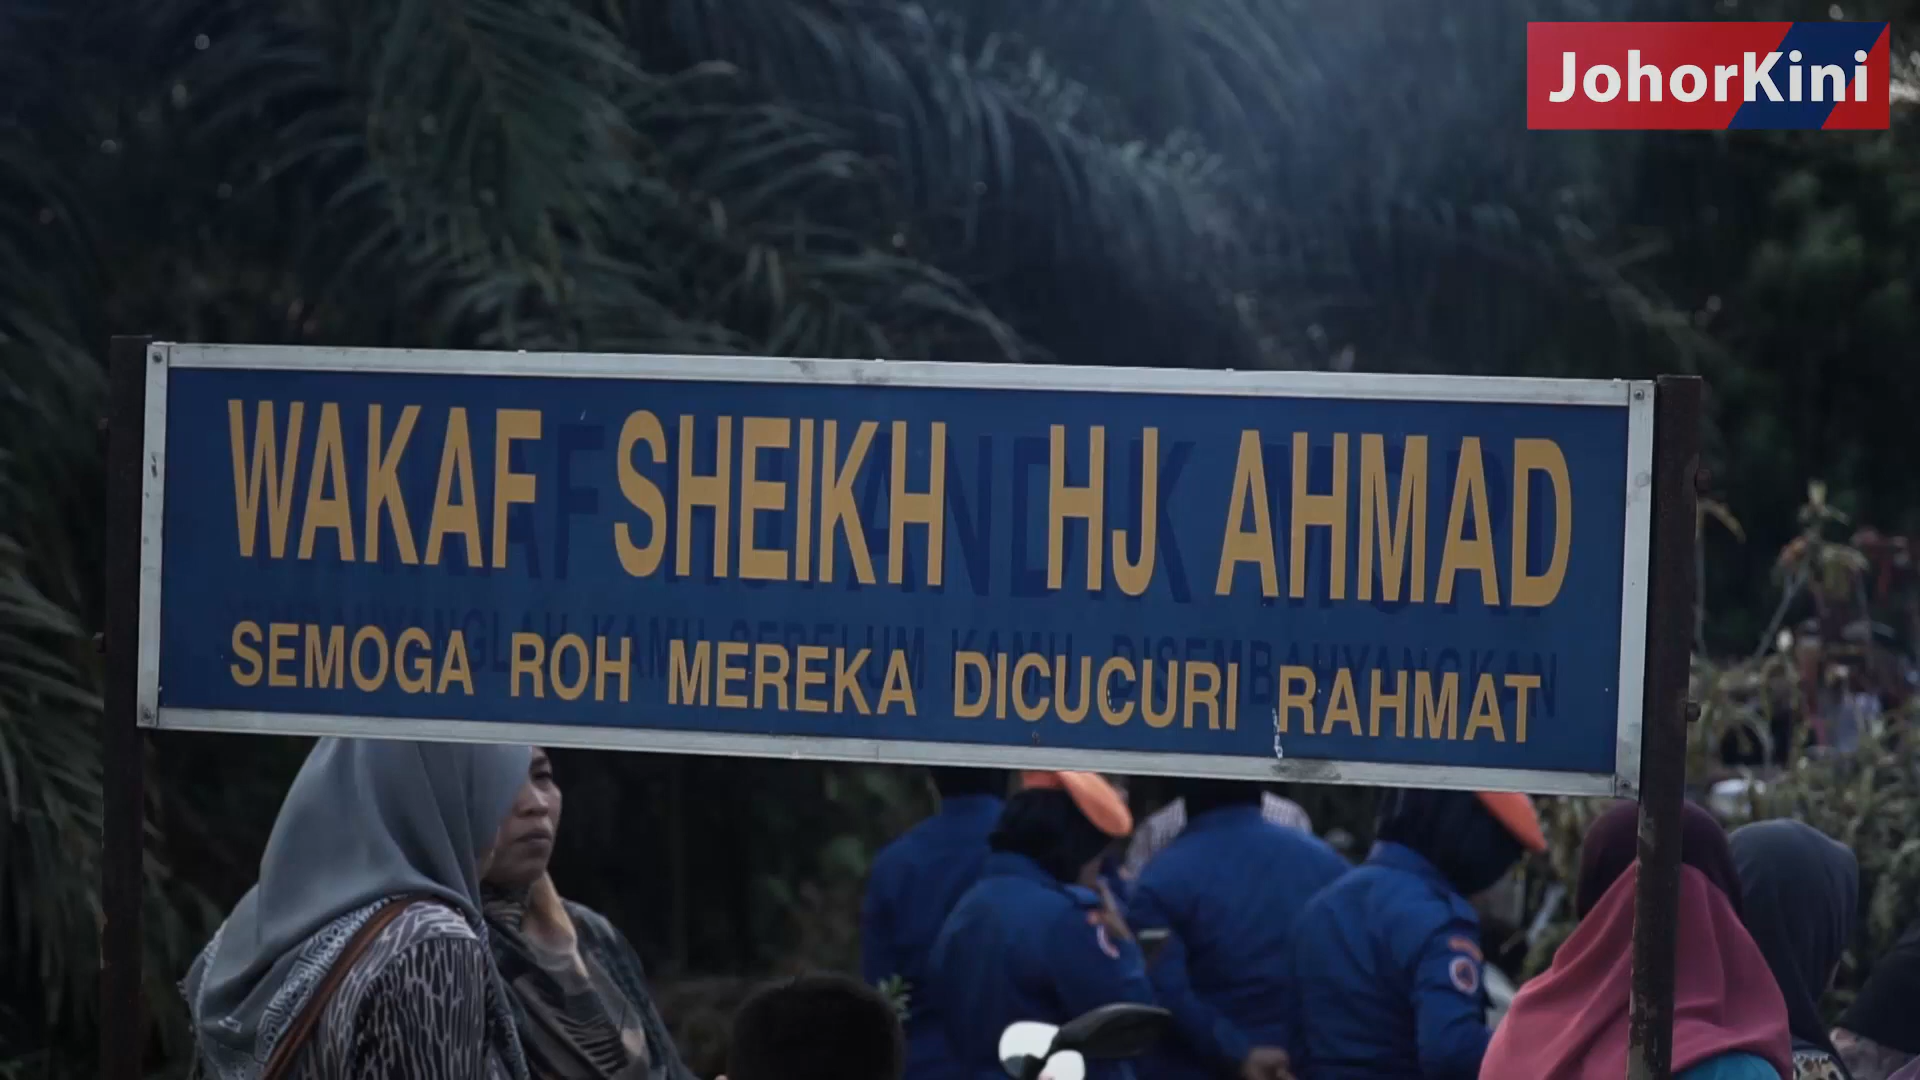 JohorKini
WAKAF SHEIKH HJ AHMAD
SEMOGA ROH MEREKA DICUCURI RAHMAT